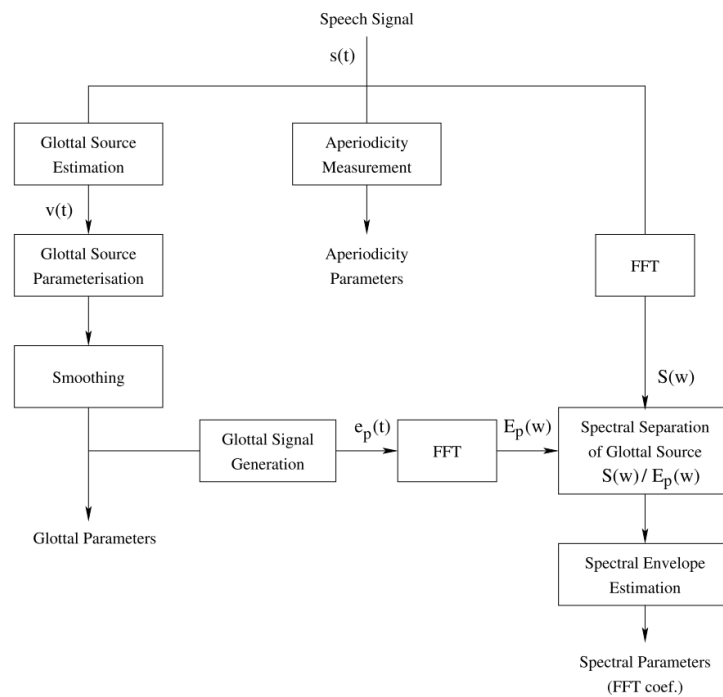 Speech Signal
s(t)
Glottal Source
Estimation
Aperiodicity
Measurement
v(t)
Glottal Source
Parameterisation
Aperiodicity
Parameters
FFT
Smoothing
S(w)
Glottal Signal
Generation
e_p(t)
FFT
E_p(w)
Spectral Separation
of Glottal Source
S(w) / E_p(w)
Glottal Parameters
Spectral Envelope
Estimation
Spectral Parameters
(FFT coef.)